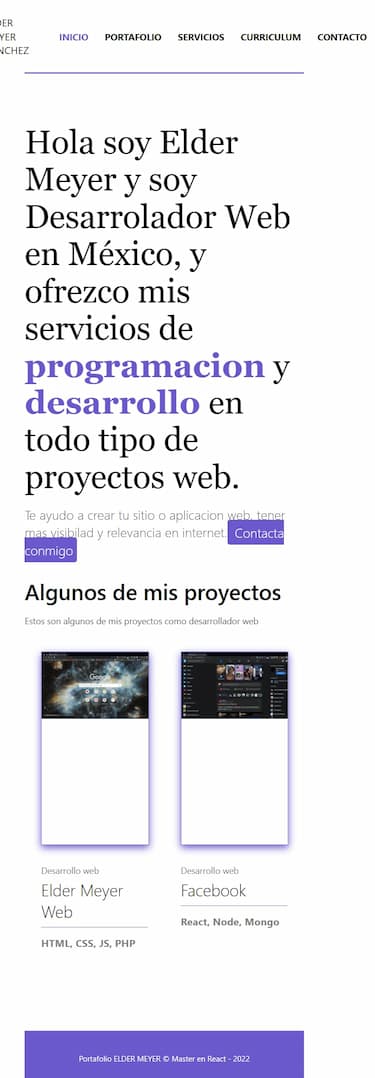 DER
YER
NCHEZ
INICIO PORTAFOLIO SERVICIOS CURRICULUM CONTACTO
Hola soy Elder
Meyer y soy
Desarrolador Web
en México, y
ofrezco mis
servicios de
programacion y
desarrollo en
todo tipo de
proyectos web.
Te ayudo a crear tu sitio o aplicacion web, tener
mas visibilad y relevancia en internet. Contacta
conmigo
Algunos de mis proyectos
Estos son algunos de mis proyectos como desarrollador web
Google
Desarrollo web
Elder Meyer
Web
HTML, CSS, JS, PHP
Desarrollo web
Facebook
React, Node, Mongo
Portafolio ELDER MEYER © Master en React - 2022